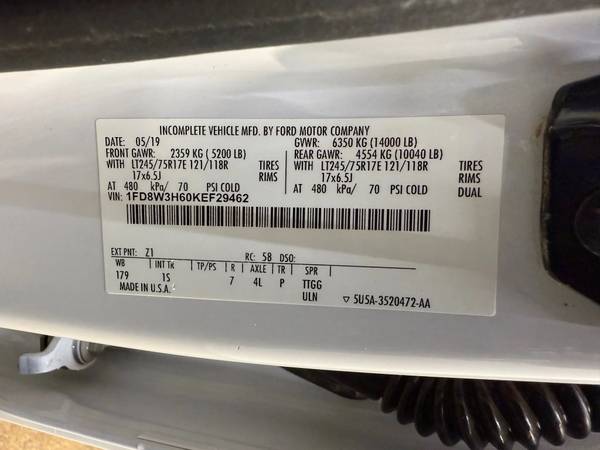 INCOMPLETE VEHICLE MFD. BY FORD MOTOR COMPANY
DATE: 05/19 GVWR: 6350 KG (14000 LB)
FRONT GAWR: 2359 KG (5200 LB) REAR GAWR: 4554 KG (10040 LB)
WITH LT245/75R17E 121/118R TIRES WITH LT245/75R17E 121/118R TIRES
17x6.5J RIMS 17x6.5J RIMS
AT 480 kPa/ 70 PSI COLD AT 480 kPa/ 70 PSI COLD DUAL
VIN: 1FD8W3H60KEF29462
EXT PNT: Z1 RC: 58 DSO:
WB INT TR TP/PS R AXLE TR SPR
179 1S 7 4L P TTGG
MADE IN U.S.A. ULN ▽ 5U5A-3520472-AA